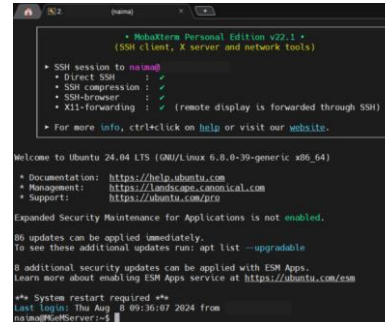 2. (naima)
• MobaXterm Personal Edition v22.1 •
(SSH client, X server and network tools)
► SSH session to naima@
• Direct SSH : ✔
• SSH compression : ✔
• SSH-browser : ✔
• X11-forwarding : ✔ (remote display is forwarded through SSH)
► For more info, ctrl+click on help or visit our website.
Welcome to Ubuntu 24.04 LTS (GNU/Linux 6.8.0-39-generic x86_64)
* Documentation: https://help.ubuntu.com
* Management: https://landscape.canonical.com
* Support: https://ubuntu.com/pro
Expanded Security Maintenance for Applications is not enabled.
86 updates can be applied immediately.
To see these additional updates run: apt list --upgradable
8 additional security updates can be applied with ESM Apps.
Learn more about enabling ESM Apps service at https://ubuntu.com/esm
*** System restart required ***
Last login: Thu Aug 8 09:36:07 2024 from
naima@MGeMServer:~$